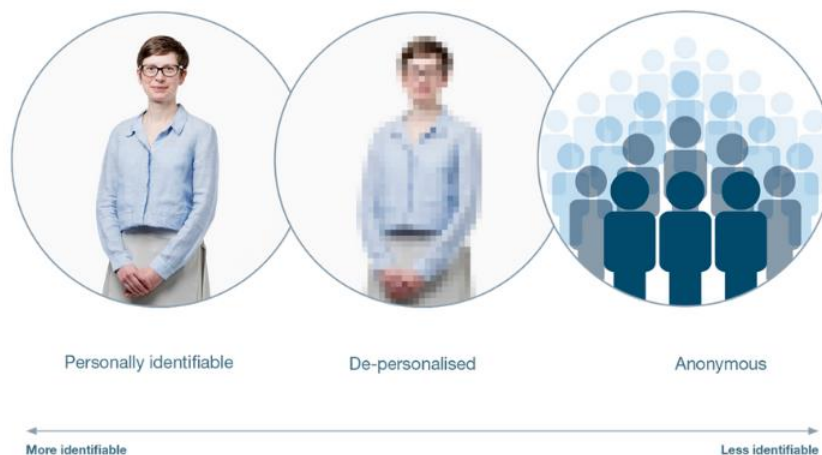 Personally identifiable
De-personalised
Anonymous
More identifiable
Less identifiable